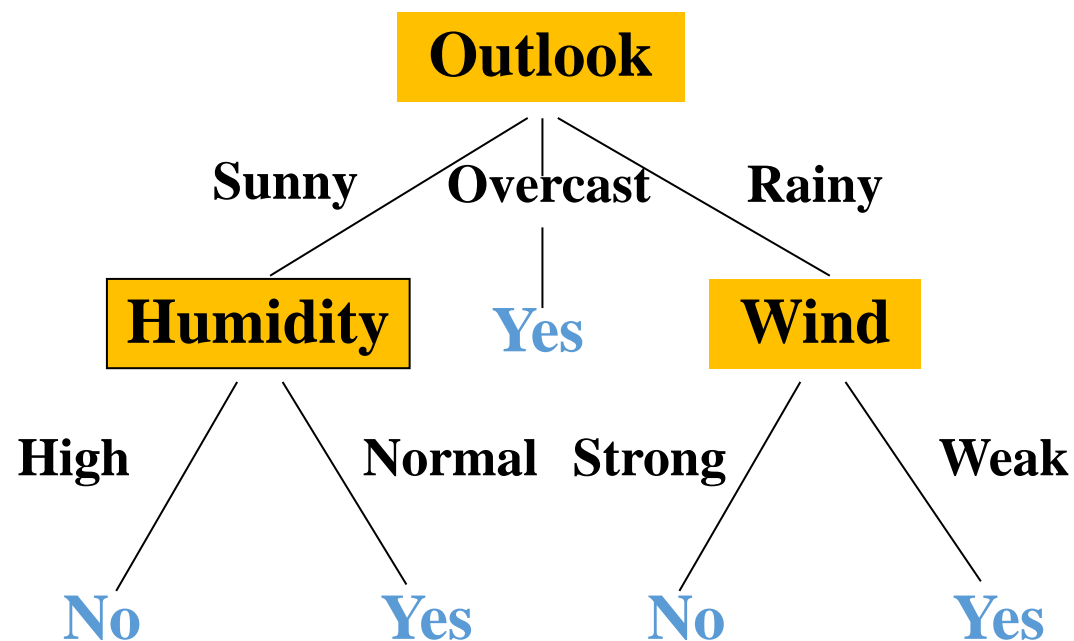 Outlook
Sunny Overcast Rainy
Humidity Yes Wind
High Normal Strong Weak
No Yes No Yes